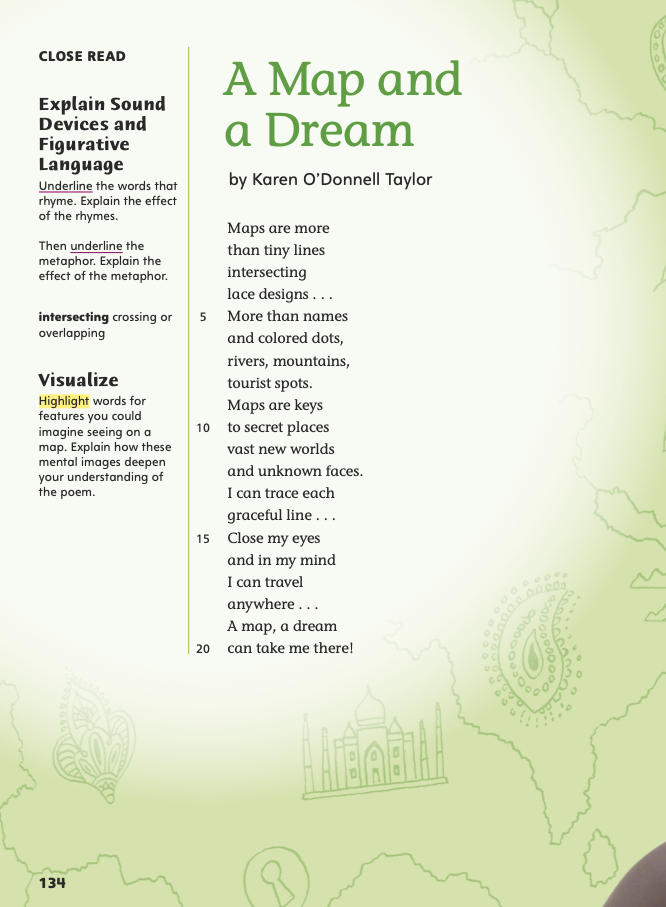 CLOSE READ
Explain Sound
Devices and
Figurative
Language
Underline the words that
rhyme. Explain the effect
of the rhymes.
Then underline the
metaphor. Explain the
effect of the metaphor.
intersecting crossing or
overlapping
Visualize
Highlight words for
features you could
imagine seeing on a
map. Explain how these
mental images deepen
your understanding of
the poem.
A Map and
a Dream
by Karen O’Donnell Taylor
Maps are more
than tiny lines
intersecting
lace designs . . .
5 More than names
and colored dots,
rivers, mountains,
tourist spots.
Maps are keys
10 to secret places
vast new worlds
and unknown faces.
I can trace each
graceful line . . .
15 Close my eyes
and in my mind
I can travel
anywhere . . .
A map, a dream
20 can take me there!
134